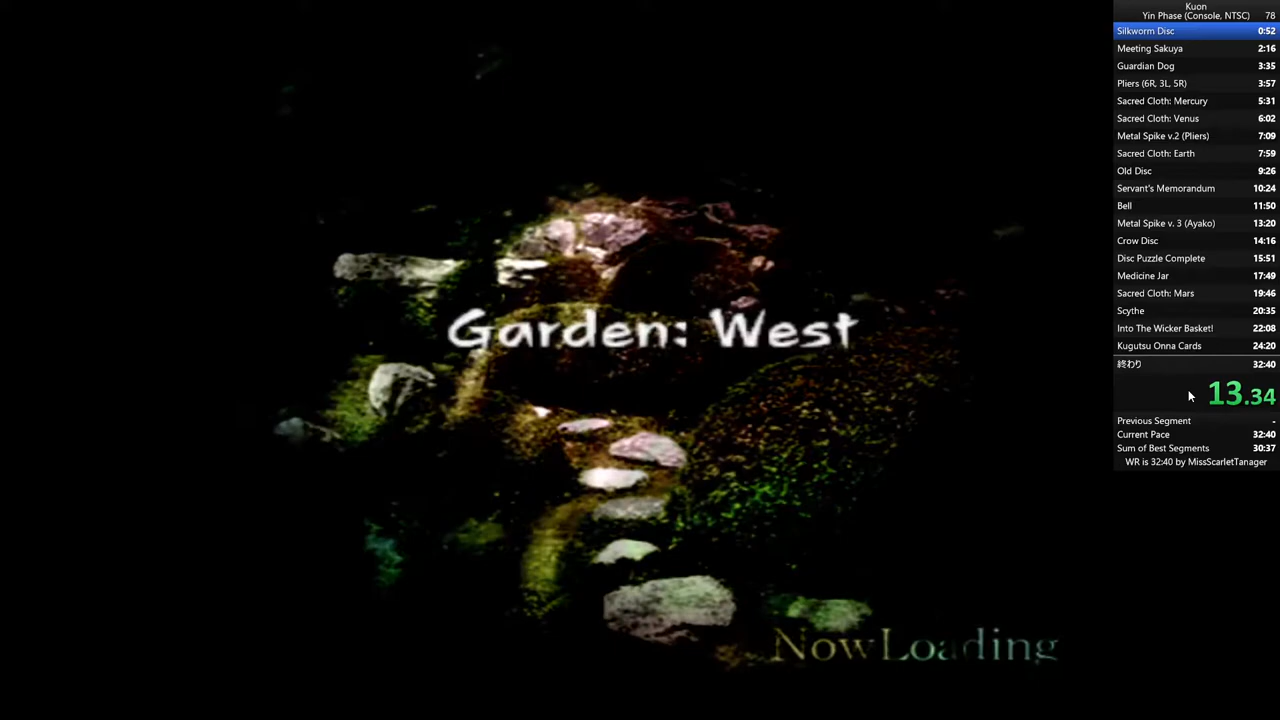 Garden: West
NowLoading
Kuon
Yin Phase (Console, NTSC) 78
Silkworm Disc 0:52
Meeting Sakuya 2:16
Guardian Dog 3:35
Pliers (6R, 3L, 5R) 3:57
Sacred Cloth: Mercury 5:31
Sacred Cloth: Venus 6:02
Metal Spike v.2 (Pliers) 7:09
Sacred Cloth: Earth 7:59
Old Disc 9:26
Servant's Memorandum 10:24
Bell 11:50
Metal Spike v. 3 (Ayako) 13:20
Crow Disc 14:16
Disc Puzzle Complete 15:51
Medicine Jar 17:49
Sacred Cloth: Mars 19:46
Scythe 20:35
Into The Wicker Basket! 22:08
Kugutsu Onna Cards 24:20
終わり 32:40
13.34
Previous Segment -
Current Pace 32:40
Sum of Best Segments 30:37
WR is 32:40 by MissScarletTanager